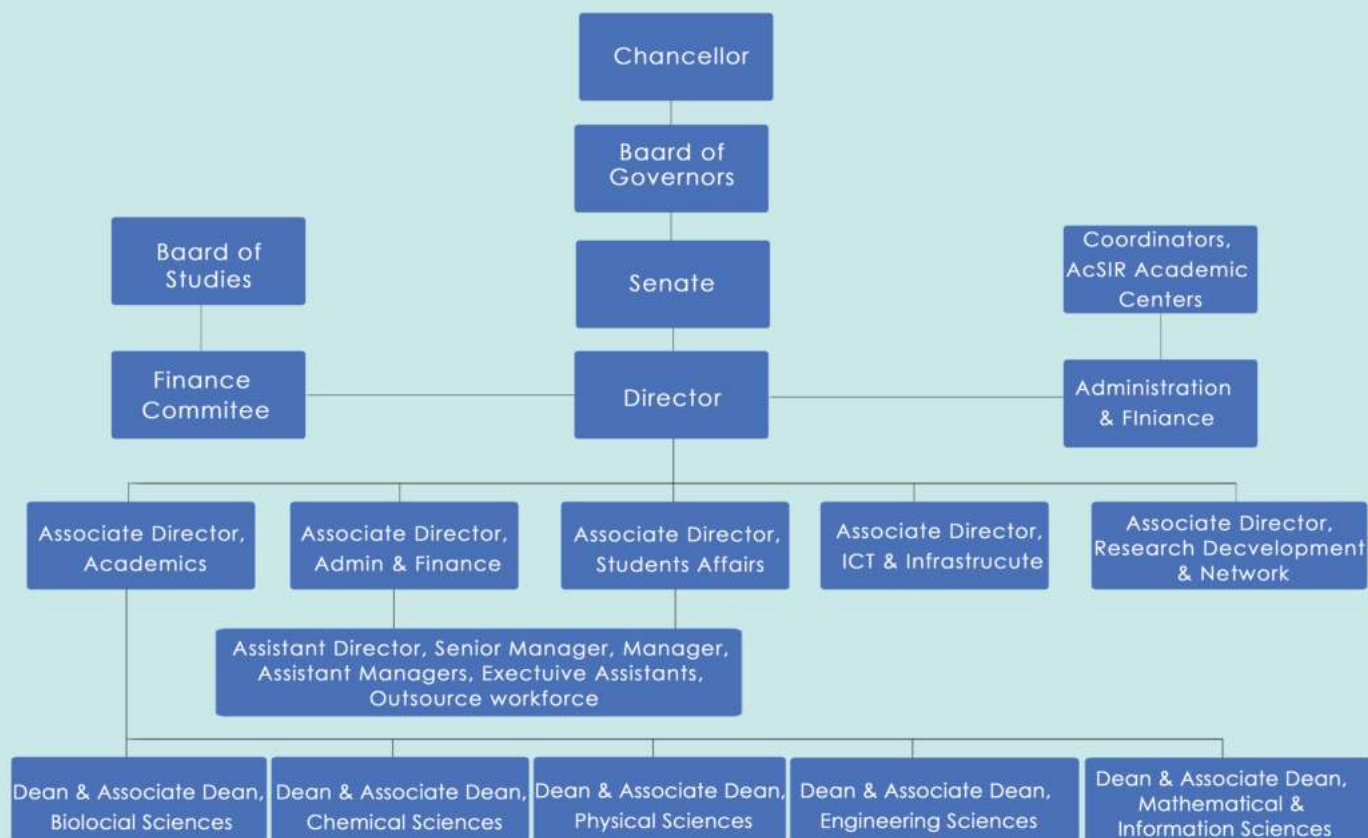 Chancellor
Baard of
Governors
Baard of
Studies
Senate
Coordinators,
AcSIR Academic
Centers
Finance
Commitee
Director
Administration
& FIniance
Associate Director,
Academics
Associate Director,
Admin & Finance
Associate Director,
Students Affairs
Associate Director,
ICT & Infrastrucute
Associate Director,
Research Decvelopment
& Network
Assistant Director, Senior Manager, Manager,
Assistant Managers, Exectuive Assistants,
Outsource workforce
Dean & Associate Dean,
Biolocial Sciences
Dean & Associate Dean,
Chemical Sciences
Dean & Associate Dean,
Physical Sciences
Dean & Associate Dean,
Engineering Sciences
Dean & Associate Dean,
Mathematical &
Information Sciences